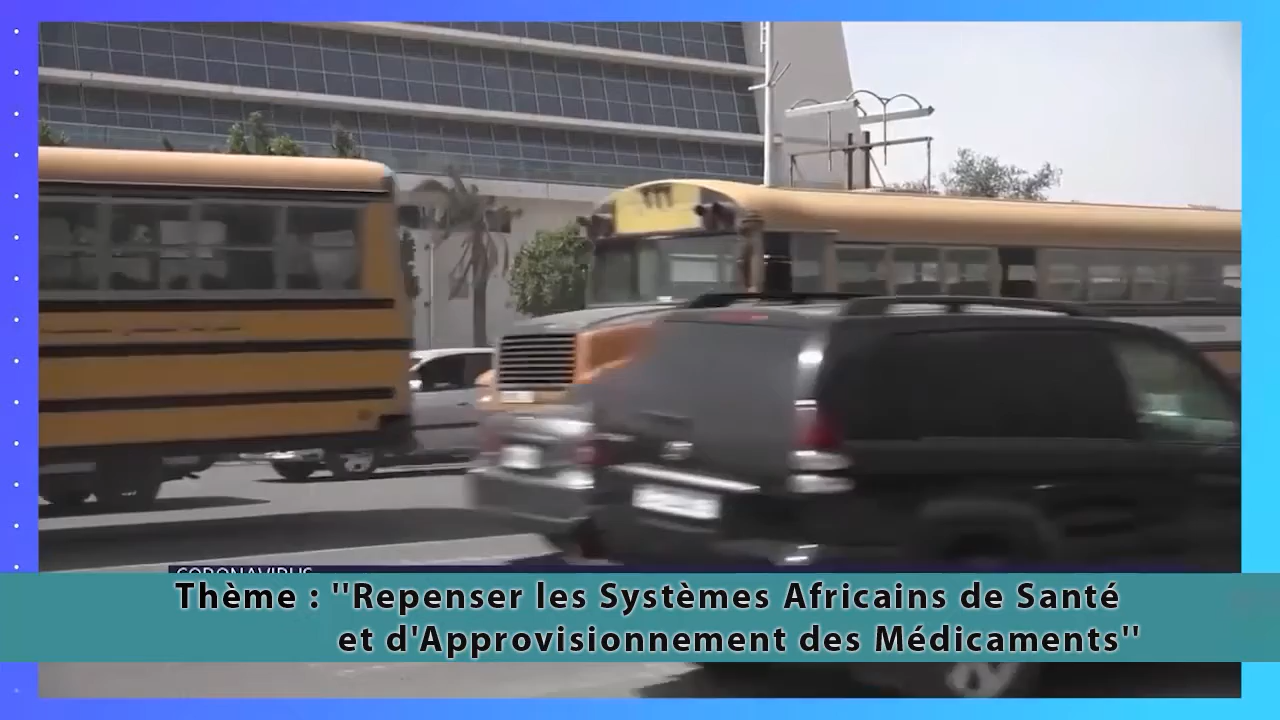 CORONAVIRUS
Thème : ''Repenser les Systèmes Africains de Santé
et d'Approvisionnement des Médicaments''